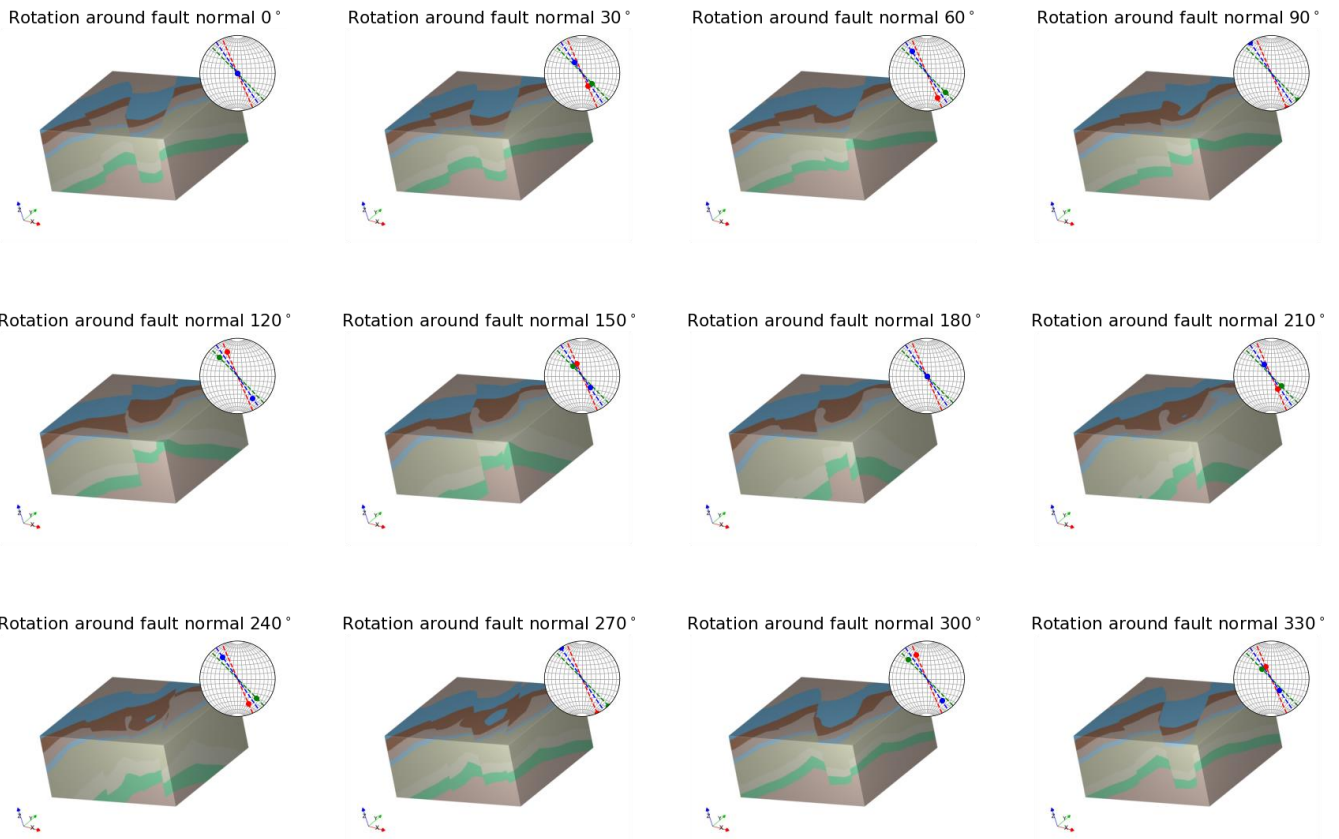 Rotation around fault normal 0°
Rotation around fault normal 30°
Rotation around fault normal 60°
Rotation around fault normal 90°
Z Y X
Z Y X
Z Y X
Z Y X
Rotation around fault normal 120°
Rotation around fault normal 150°
Rotation around fault normal 180°
Rotation around fault normal 210°
Z Y X
Z Y X
Z Y X
Z Y X
Rotation around fault normal 240°
Rotation around fault normal 270°
Rotation around fault normal 300°
Rotation around fault normal 330°
Z Y X
Z Y X
Z Y X
Z Y X